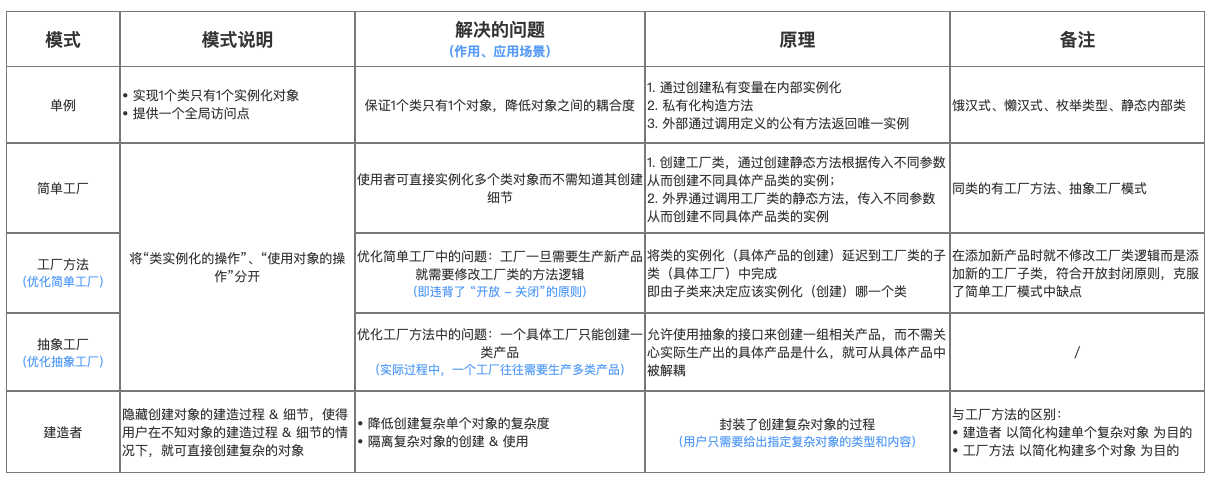 模式
模式说明
解决的问题
（作用、应用场景）
原理
备注
单例
• 实现1个类只有1个实例化对象
• 提供一个全局访问点
保证1个类只有1个对象，降低对象之间的耦合度
1. 通过创建私有变量在内部实例化
2. 私有化构造方法
3. 外部通过调用定义的公有方法返回唯一实例
饿汉式、懒汉式、枚举类型、静态内部类
简单工厂
将“类实例化的操作”、“使用对象的操
作”分开
使用者可直接实例化多个类对象而不需知道其创建
细节
1. 创建工厂类，通过创建静态方法根据传入不同参数
从而创建不同具体产品类的实例；
2. 外界通过调用工厂类的静态方法，传入不同参数
从而创建不同具体产品类的实例
同类的有工厂方法、抽象工厂模式
工厂方法
（优化简单工厂）
优化简单工厂中的问题：工厂一旦需要生产新产品
就需要修改工厂类的方法逻辑
（即违背了 “开放 - 关闭”的原则）
将类的实例化（具体产品的创建）延迟到工厂类的子
类（具体工厂）中完成
即由子类来决定应该实例化（创建）哪一个类
在添加新产品时就不修改工厂类逻辑而是添
加新的工厂子类，符合开放封闭原则，克服
了简单工厂模式中缺点
抽象工厂
（优化抽象工厂）
优化工厂方法中的问题：一个具体工厂只能创建一
类产品
（实际过程中，一个工厂往往需要生产多类产品）
允许使用抽象的接口来创建一组相关产品，而不需关
心实际生产出的具体产品是什么，就可从具体产品中
被解耦
/
建造者
隐藏创建对象的建造过程 & 细节，使得
用户在不知对象的建造过程 & 细节的情
况下，就可直接创建复杂的对象
• 降低创建复杂单个对象的复杂度
• 隔离复杂对象的创建 & 使用
封装了创建复杂对象的过程
（用户只需要给出指定复杂对象的类型和内容）
与工厂方法的区别：
• 建造者 以简化构建单个复杂对象 为目的
• 工厂方法 以简化构建多个对象 为目的